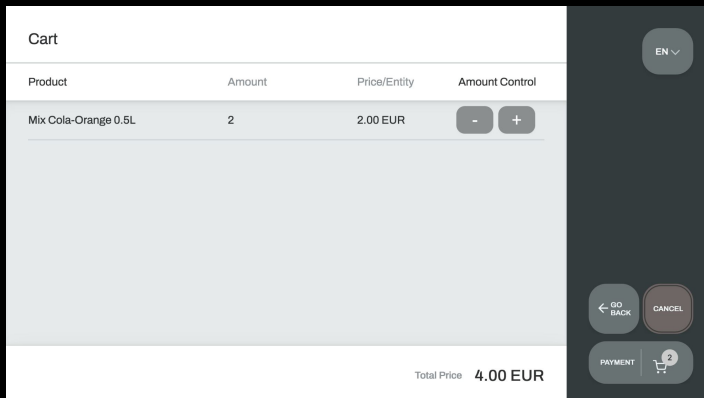 Cart
EN
Product Amount Price/Entity Amount Control
Mix Cola-Orange 0.5L 2 2.00 EUR - +
GO
BACK
CANCEL
PAYMENT 2
Total Price 4.00 EUR